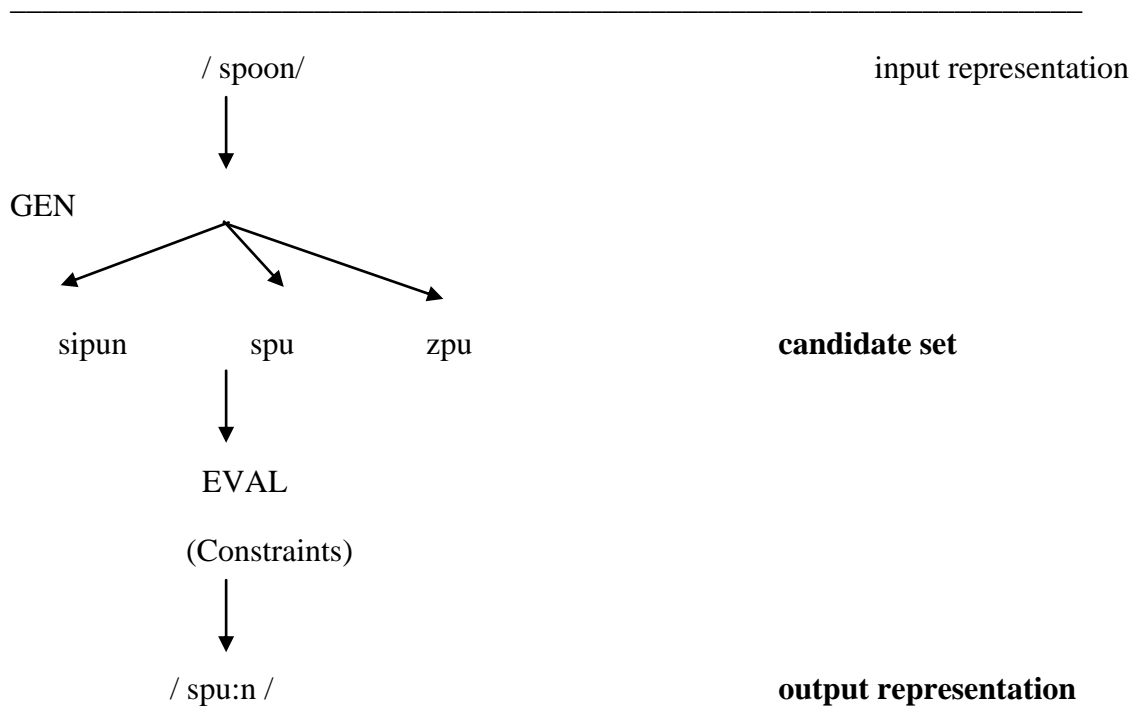 / spoon/ input representation
GEN
sipun spu zpu candidate set
EVAL
(Constraints)
/ spu:n / output representation